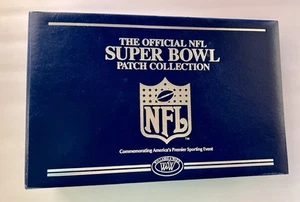 THE OFFICIAL NFL
SUPER BOWL
PATCH COLLECTION
NFL
Commemorating America's Premier Sporting Event